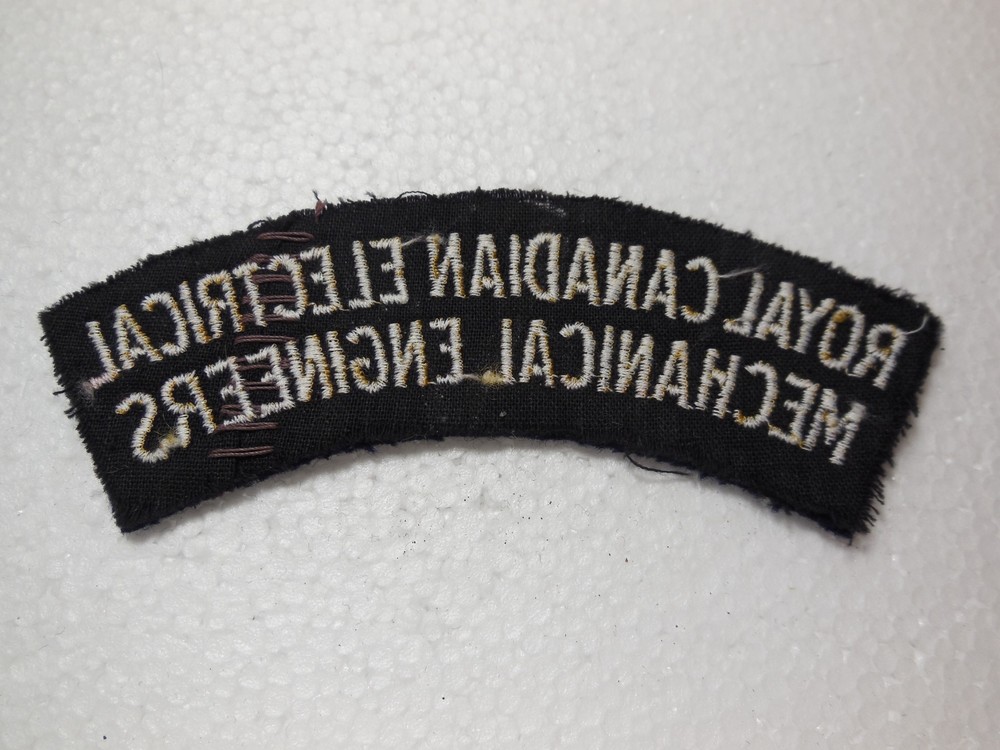 ROYAL CANADIAN ELECTRICAL
MECHANICAL ENGINEERS